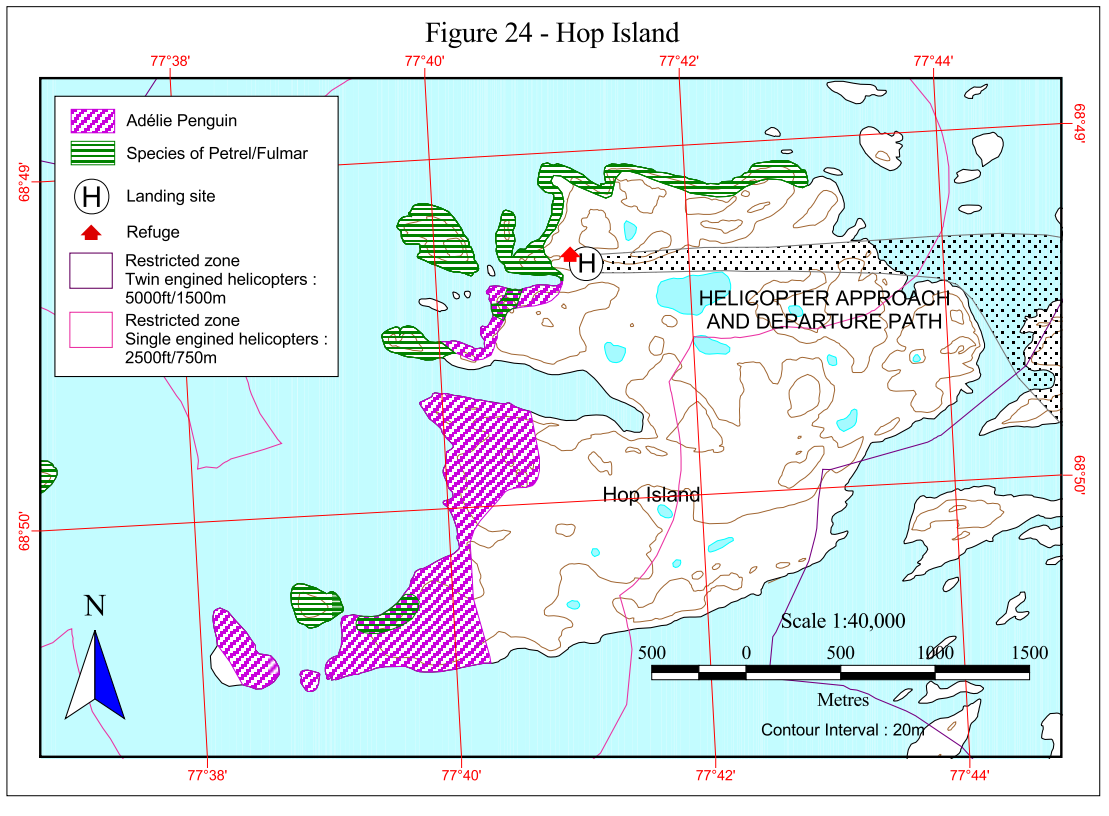 Figure 24 - Hop Island
77°38'
77°40'
77°42'
77°44'
68°49'
68°49'
Adélie Penguin
Species of Petrel/Fulmar
H
Landing site
Refuge
Restricted zone
Twin engined helicopters :
5000ft/1500m
Restricted zone
Single engined helicopters :
2500ft/750m
H
HELICOPTER APPROACH
AND DEPARTURE PATH
Hop Island
68°50'
68°50'
N
Scale 1:40,000
500 0 500 1000 1500
Metres
Contour Interval : 20m
77°38'
77°40'
77°42'
77°44'